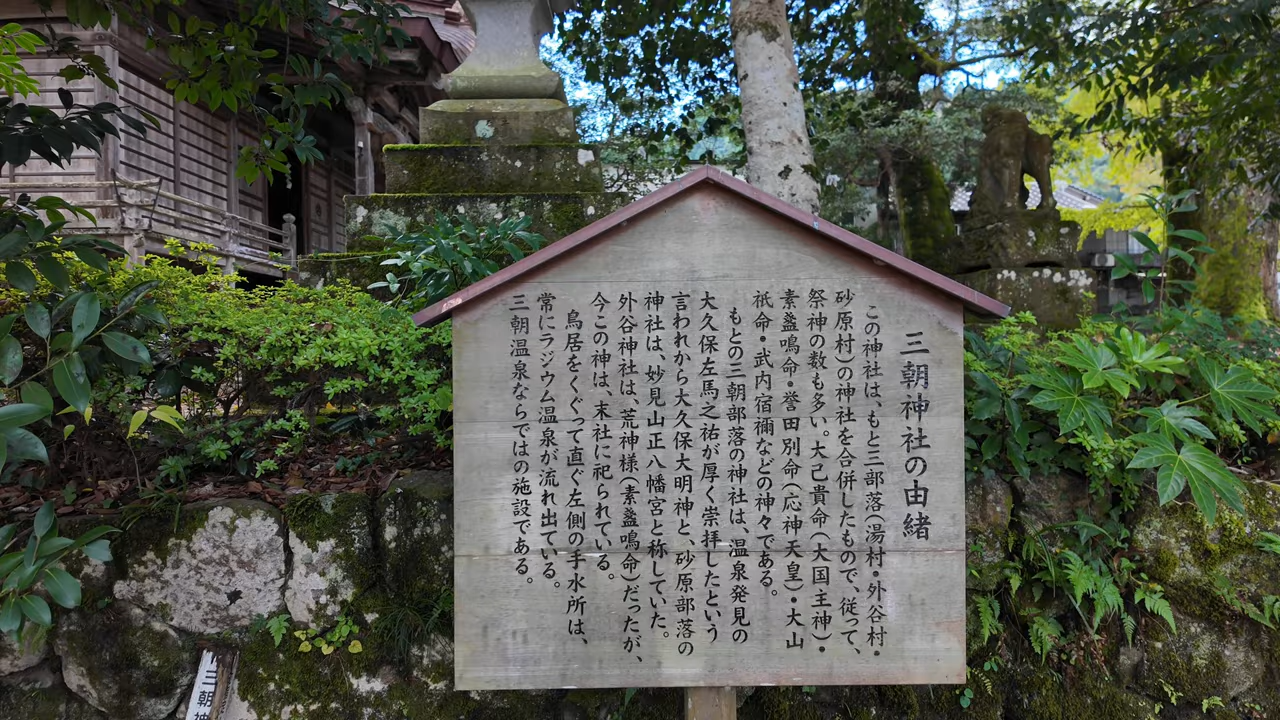 三朝神社の由緒
この神社は、もと三部落(湯村・外谷村・
砂原村)の神社を合併したもので、従って、
祭神の数も多い。大己貴命(大国主神)・
素盞鳴命・誉田別命(応神天皇)・大山
祇命・武内宿禰などの神々である。
もとの三朝部落の神社は、温泉発見の
大久保左馬之祐が厚く崇拝したという
言われから大久保大明神と、砂原部落の
神社は、妙見山正八幡宮と称していた。
外谷神社は、荒神様(素盞鳴命)だったが、
今この神は、末社に祀られている。
鳥居をくぐって直ぐ左側の手水所は、
常にラジウム温泉が流れ出ている。
三朝温泉ならではの施設である。
三朝神